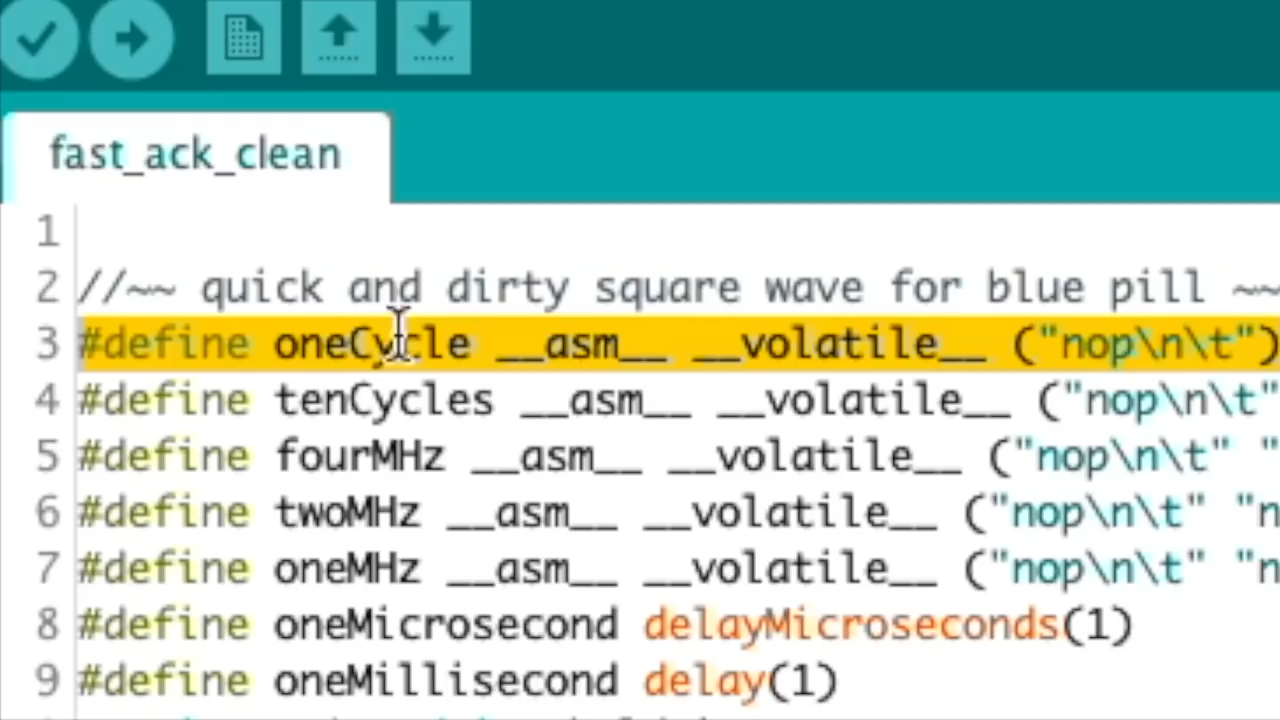 fast_ack_clean
1
2 //~~ quick and dirty square wave for blue pill ~~
3 #define oneCycle __asm__ __volatile__ ("nop\n\t")
4 #define tenCycles __asm__ __volatile__ ("nop\n\t"
5 #define fourMHz __asm__ __volatile__ ("nop\n\t" "
6 #define twoMHz __asm__ __volatile__ ("nop\n\t" "n
7 #define oneMHz __asm__ __volatile__ ("nop\n\t" "n
8 #define oneMicrosecond delayMicroseconds(1)
9 #define oneMillisecond delay(1)